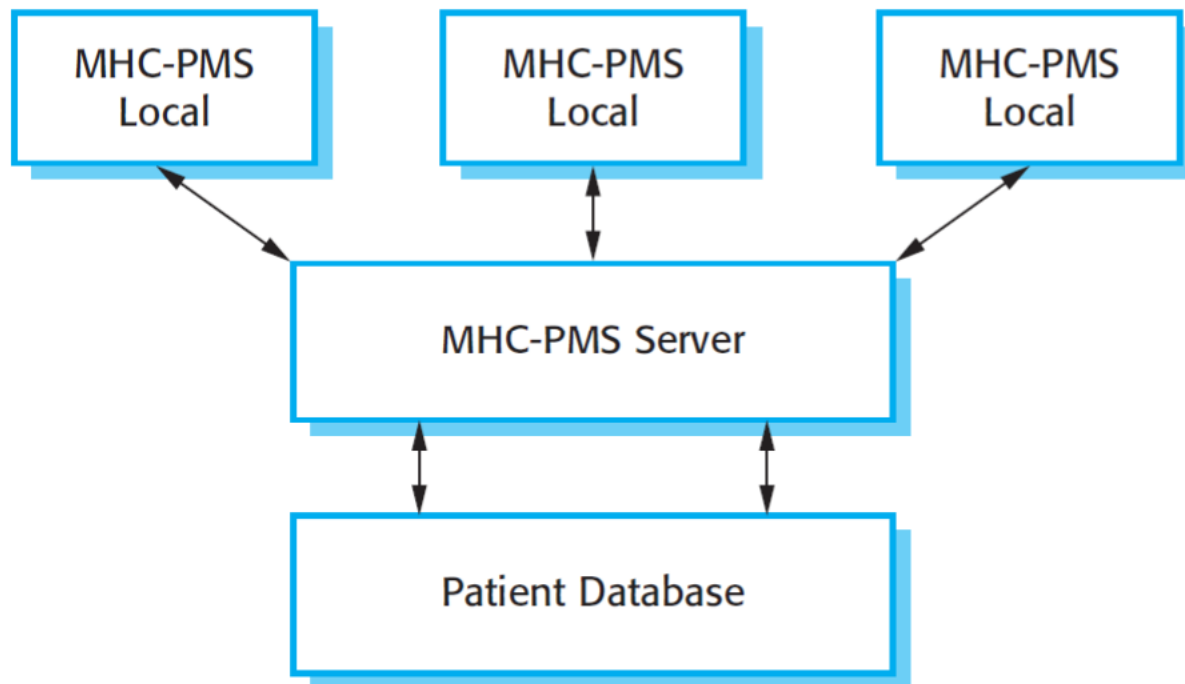 MHC-PMS
Local
MHC-PMS
Local
MHC-PMS
Local
MHC-PMS Server
Patient Database